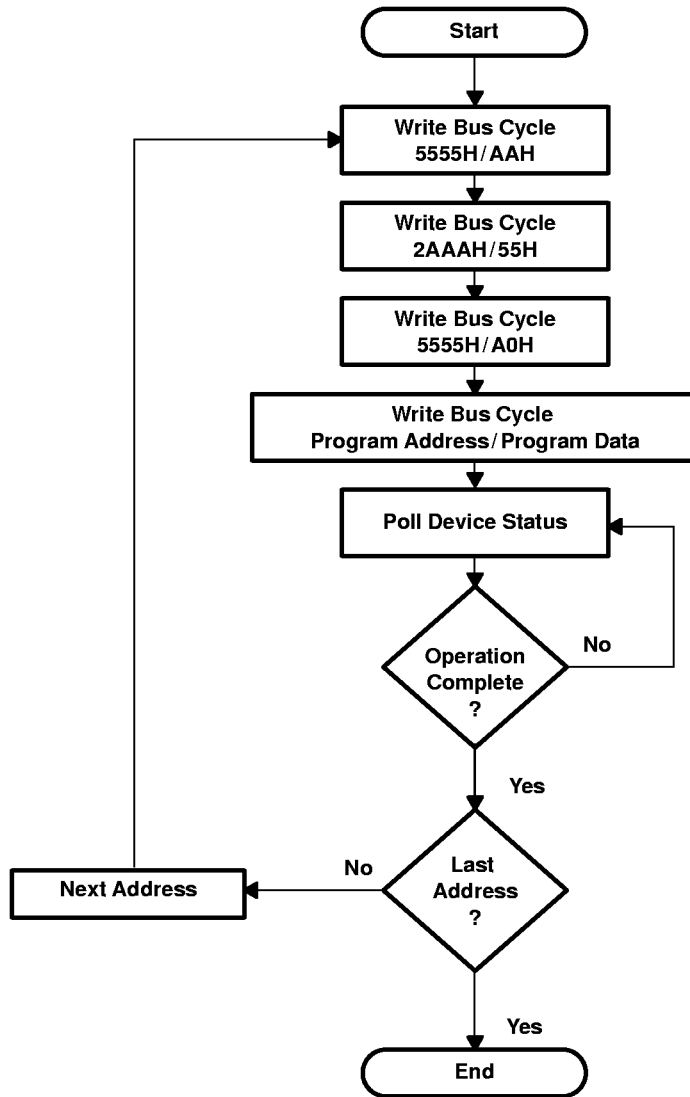 Start
Write Bus Cycle
5555H/AAH
Write Bus Cycle
2AAAH/55H
Write Bus Cycle
5555H/A0H
Write Bus Cycle
Program Address/Program Data
Poll Device Status
Operation
Complete
?
No
Yes
Last
Address
?
No
Next Address
Yes
End